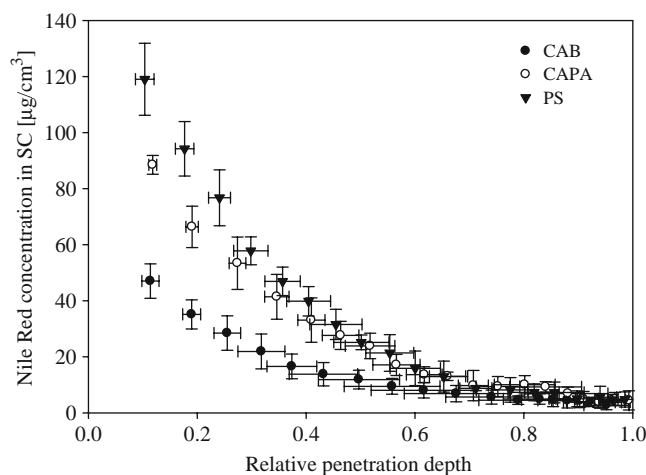 140
120
100
80
60
40
20
0
Nile Red concentration in SC [μg/cm³]
CAB
CAPA
PS
0.0 0.2 0.4 0.6 0.8 1.0
Relative penetration depth